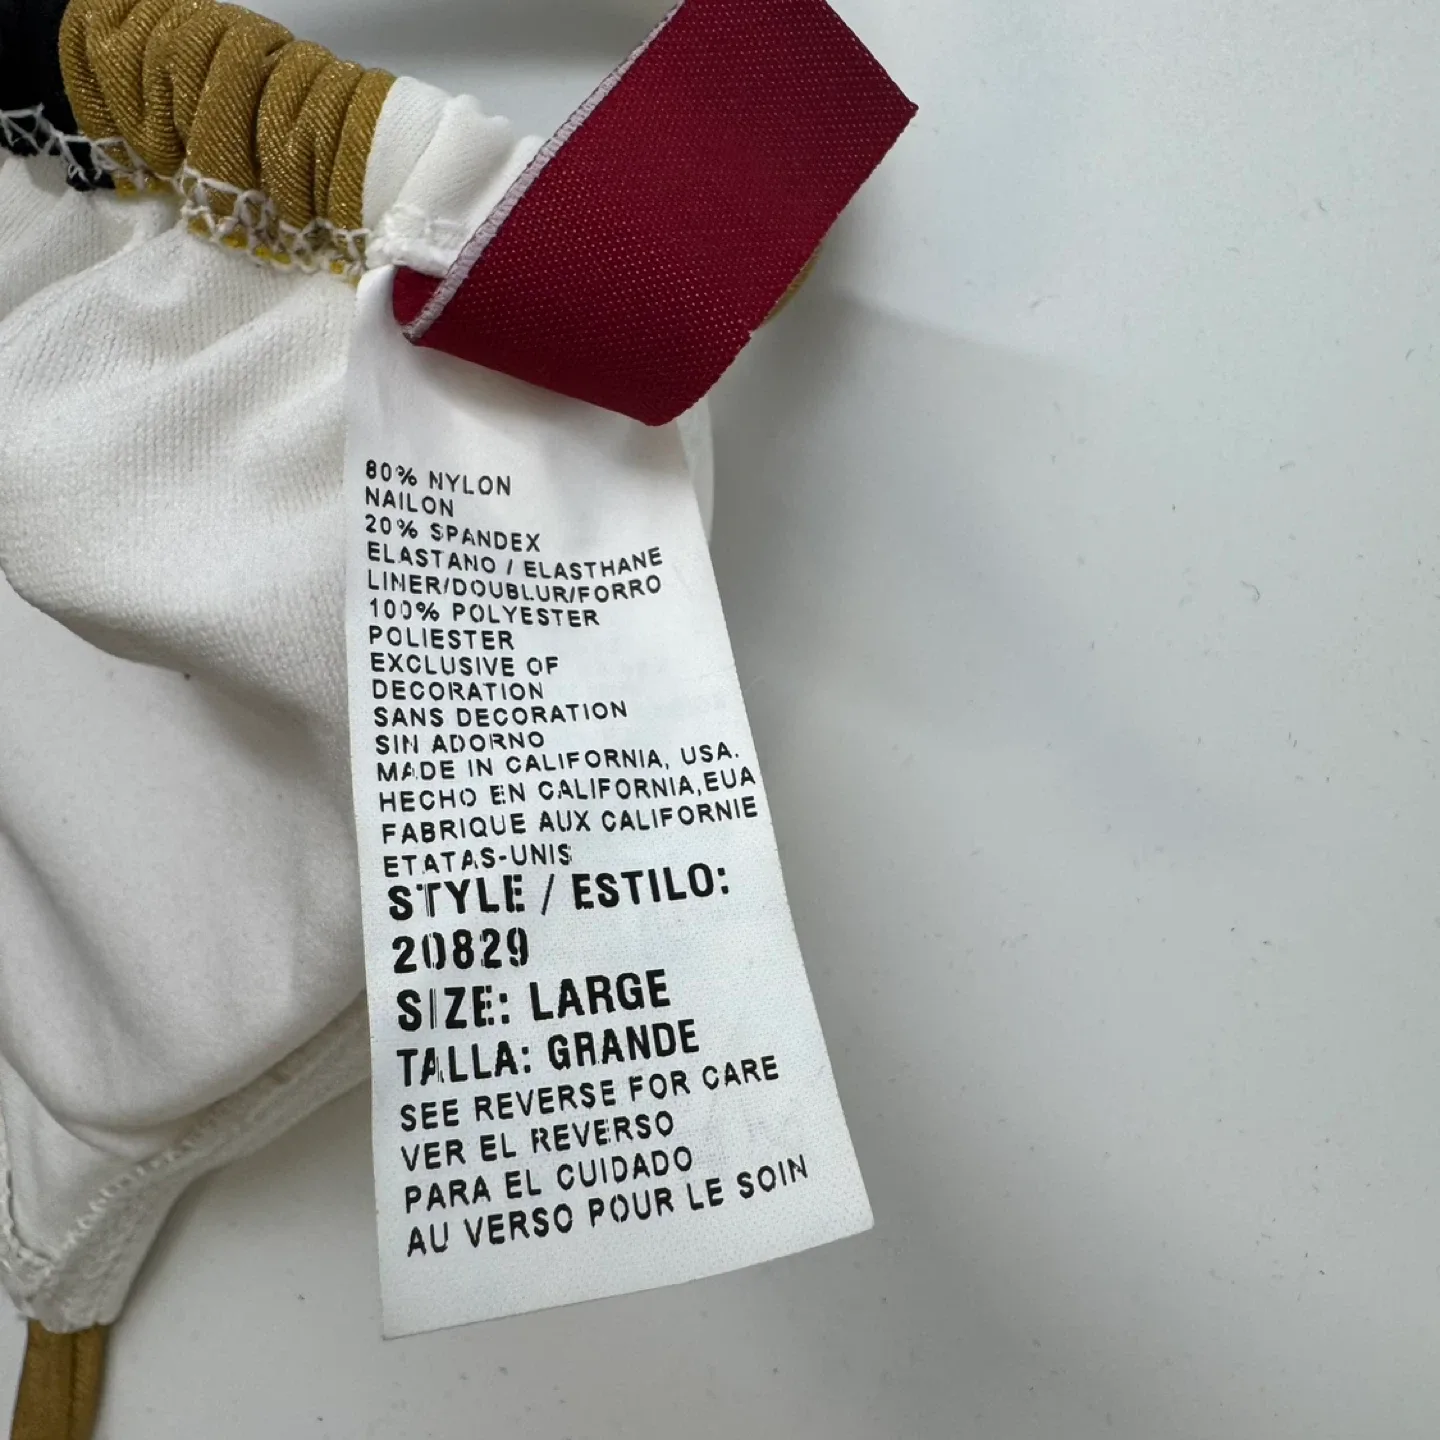 80% NYLON
NAILON
20% SPANDEX
ELASTANO / ELASTHANE
LINER/DOUBLUR/FORRO
100% POLYESTER
POLIESTER
EXCLUSIVE OF
DECORATION
SANS DECORATION
SIN ADORNO
MADE IN CALIFORNIA, USA.
HECHO EN CALIFORNIA,EUA
FABRIQUE AUX CALIFORNIE
ETATAS-UNIS
STYLE / ESTILO:
20829
SIZE: LARGE
TALLA: GRANDE
SEE REVERSE FOR CARE
VER EL REVERSO
PARA EL CUIDADO
AU VERSO POUR LE SOIN